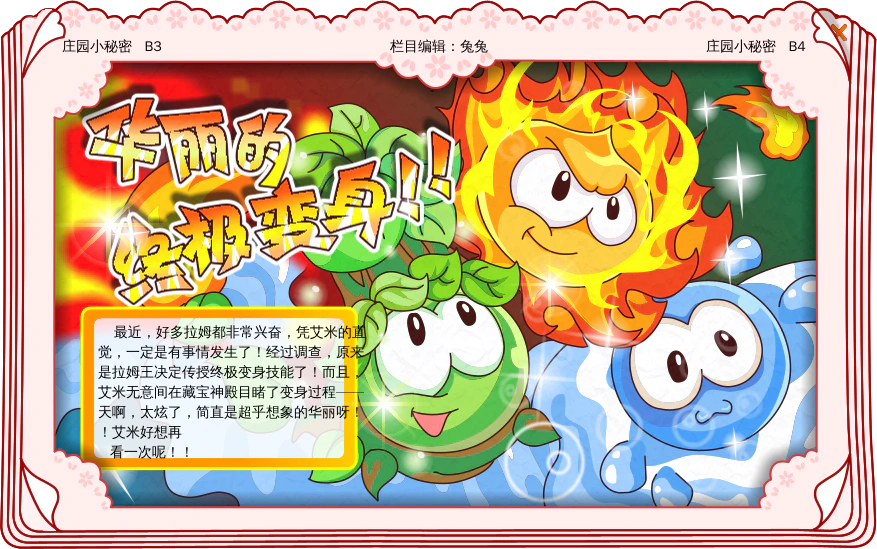 庄园小秘密 B3
栏目编辑：兔兔
庄园小秘密 B4
华丽的
终极变身！！
最近，好多拉姆都非常兴奋，凭艾米的直
觉，一定是有事情发生了！经过调查，原来
是拉姆王决定传授终极变身技能了！而且，
艾米无意间在藏宝神殿目睹了变身过程——
天啊，太炫了，简直是超乎想象的华丽呀！
！艾米好想再
看一次呢！！